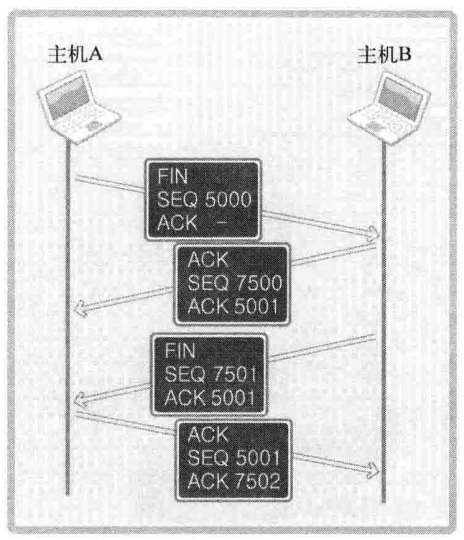 主机A
主机B
FIN
SEQ 5000
ACK -
ACK
SEQ 7500
ACK 5001
FIN
SEQ 7501
ACK 5001
ACK
SEQ 5001
ACK 7502